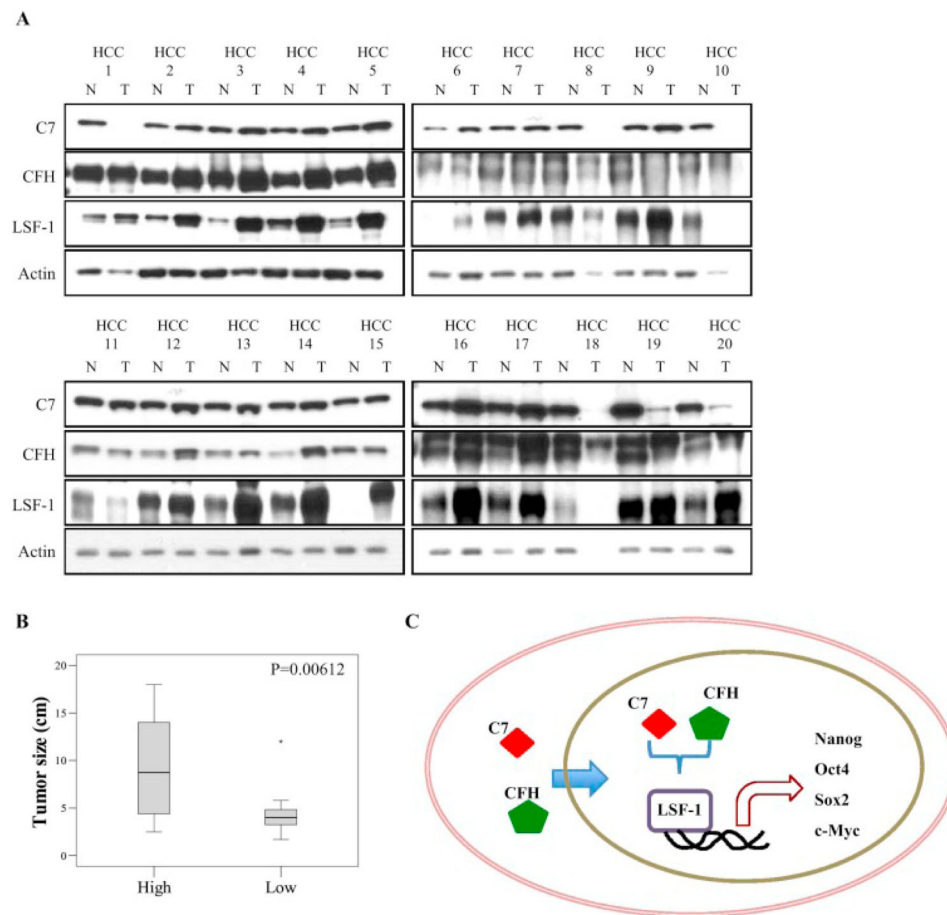 A
HCC HCC HCC HCC HCC HCC HCC HCC HCC HCC
1 2 3 4 5 6 7 8 9 10
N T N T N T N T N T N T N T N T N T N T
C7
CFH
LSF-1
Actin
HCC HCC HCC HCC HCC HCC HCC HCC HCC HCC
11 12 13 14 15 16 17 18 19 20
N T N T N T N T N T N T N T N T N T N T
C7
CFH
LSF-1
Actin
B
P=0.00612
Tumor size (cm)
20
15
10
5
0
High Low
C
C7
CFH
C7
CFH
LSF-1
Nanog
Oct4
Sox2
c-Myc